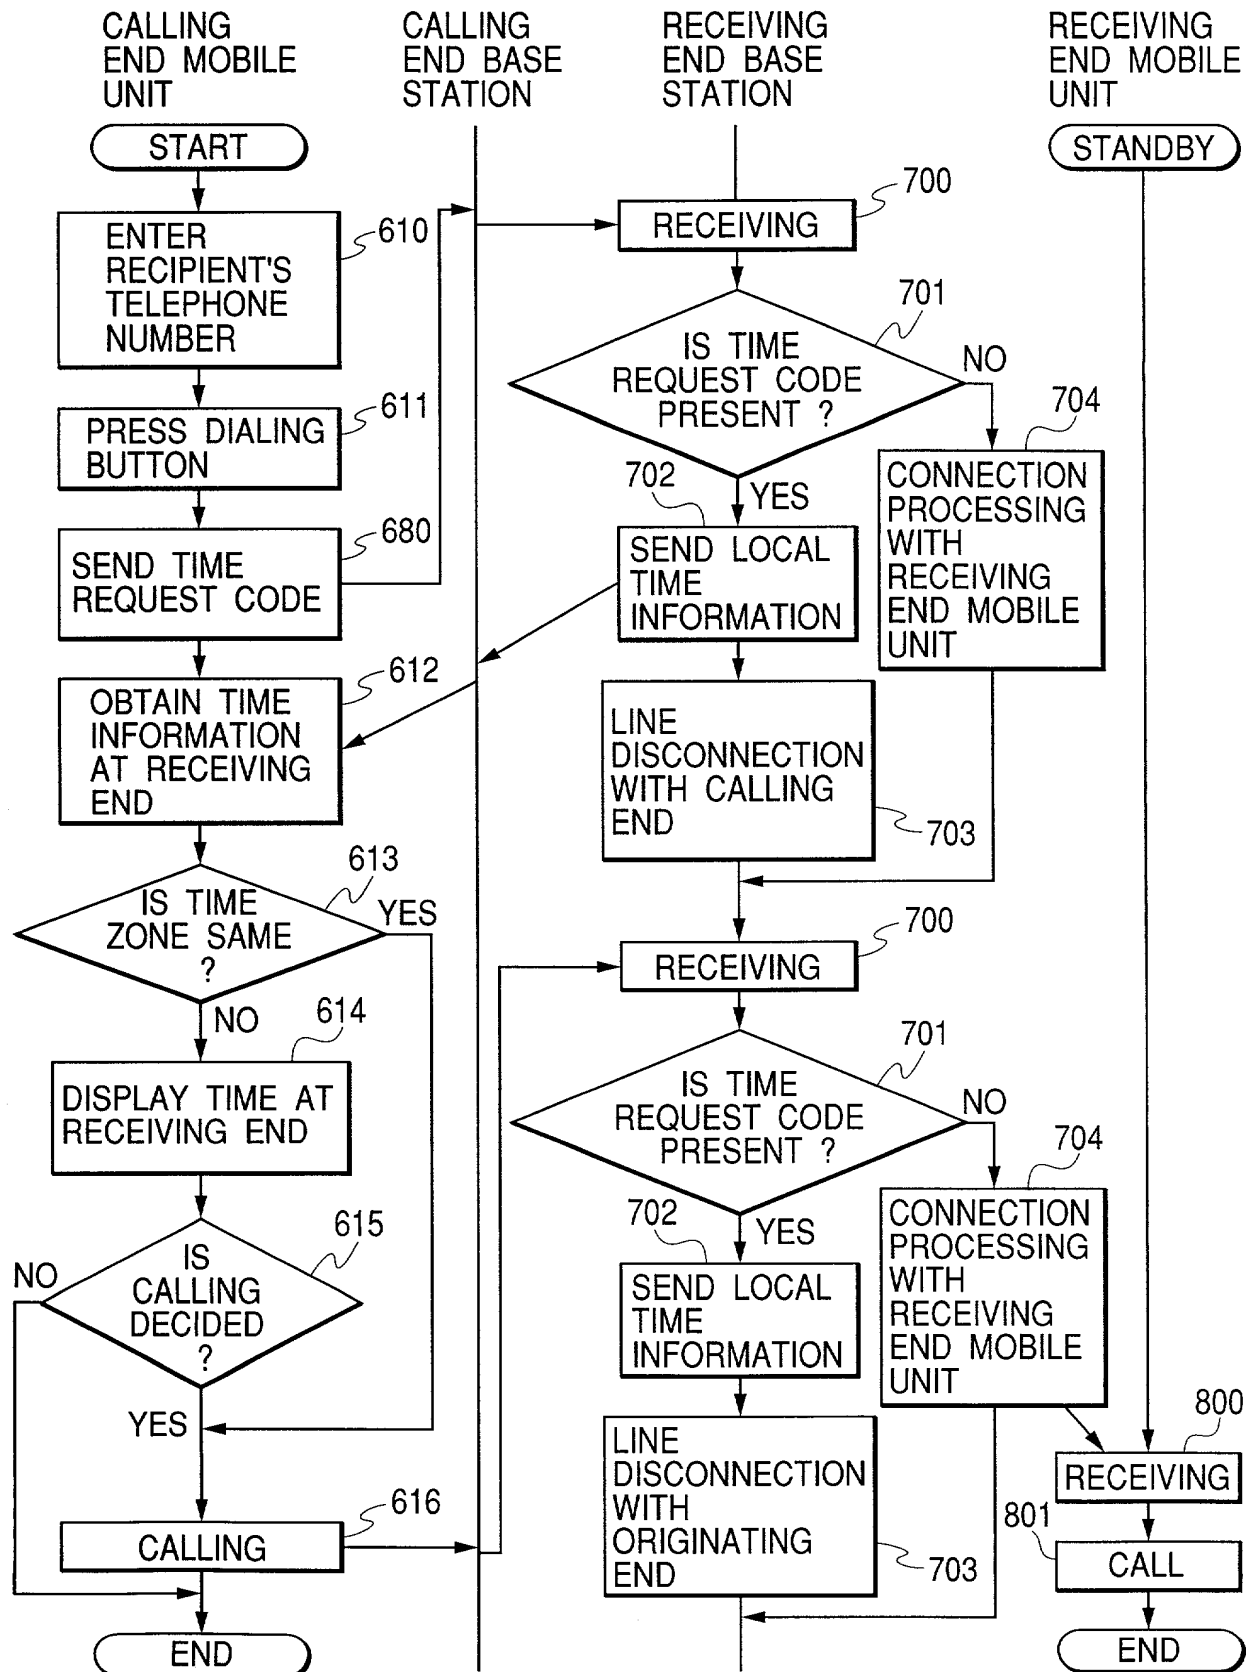 CALLING
END MOBILE
UNIT
CALLING
END BASE
STATION
RECEIVING
END BASE
STATION
RECEIVING
END MOBILE
UNIT
START
ENTER
RECIPIENT'S
TELEPHONE
NUMBER
610
PRESS DIALING
BUTTON
611
SEND TIME
REQUEST CODE
680
OBTAIN TIME
INFORMATION
AT RECEIVING
END
612
IS TIME
ZONE SAME
?
613
YES
NO
DISPLAY TIME AT
RECEIVING END
614
IS
CALLING
DECIDED
?
615
NO
YES
CALLING
616
END
RECEIVING
700
IS TIME
REQUEST CODE
PRESENT ?
701
NO
YES
SEND LOCAL
TIME
INFORMATION
702
CONNECTION
PROCESSING
WITH
RECEIVING
END MOBILE
UNIT
704
LINE
DISCONNECTION
WITH CALLING
END
703
RECEIVING
700
IS TIME
REQUEST CODE
PRESENT ?
701
NO
YES
SEND LOCAL
TIME
INFORMATION
702
CONNECTION
PROCESSING
WITH
RECEIVING
END MOBILE
UNIT
704
LINE
DISCONNECTION
WITH
ORIGINATING
END
703
STANDBY
RECEIVING
800
CALL
801
END